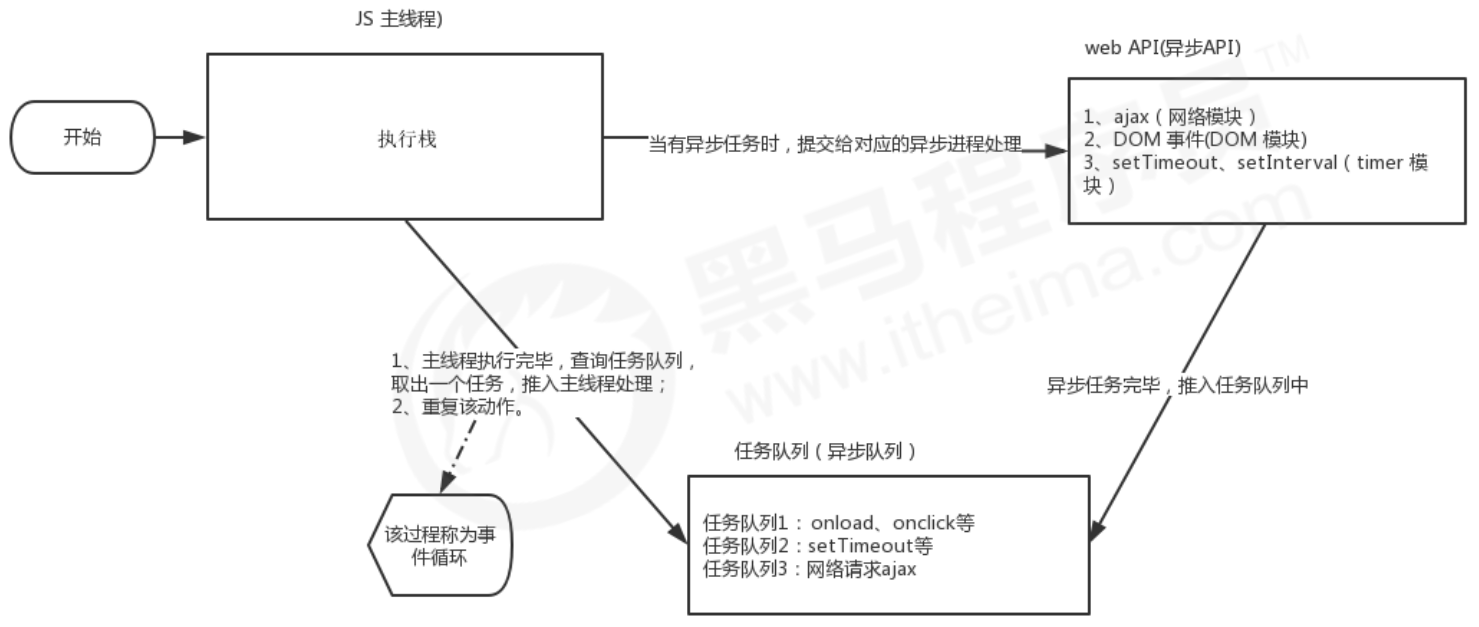 JS 主线程)
web API(异步API)
开始
执行栈
当有异步任务时，提交给对应的异步进程处理
1、ajax（网络模块）
2、DOM 事件(DOM 模块)
3、setTimeout、setInterval（timer 模
块）
黑马程序员™
www.itheima.com
1、主线程执行完毕，查询任务队列，
取出一个任务，推入主线程处理；
2、重复该动作。
异步任务完毕，推入任务队列中
任务队列（异步队列）
该过程称为事
件循环
任务队列1： onload、onclick等
任务队列2：setTimeout等
任务队列3：网络请求ajax